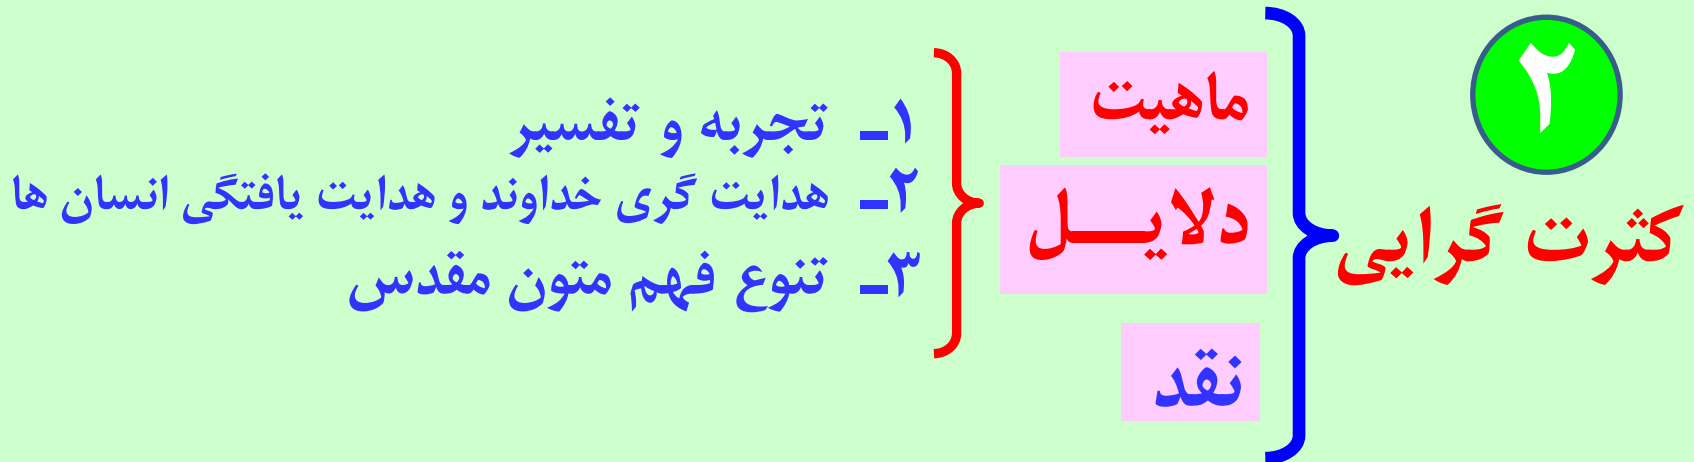 ۲
کثرت گرایی
ماهیت
دلایـــل
نقد
۱ـ تجربه و تفسیر
۲ـ هدایت گری خداوند و هدایت یافتگی انسان ها
۳ـ تنوع فهم متون مقدس